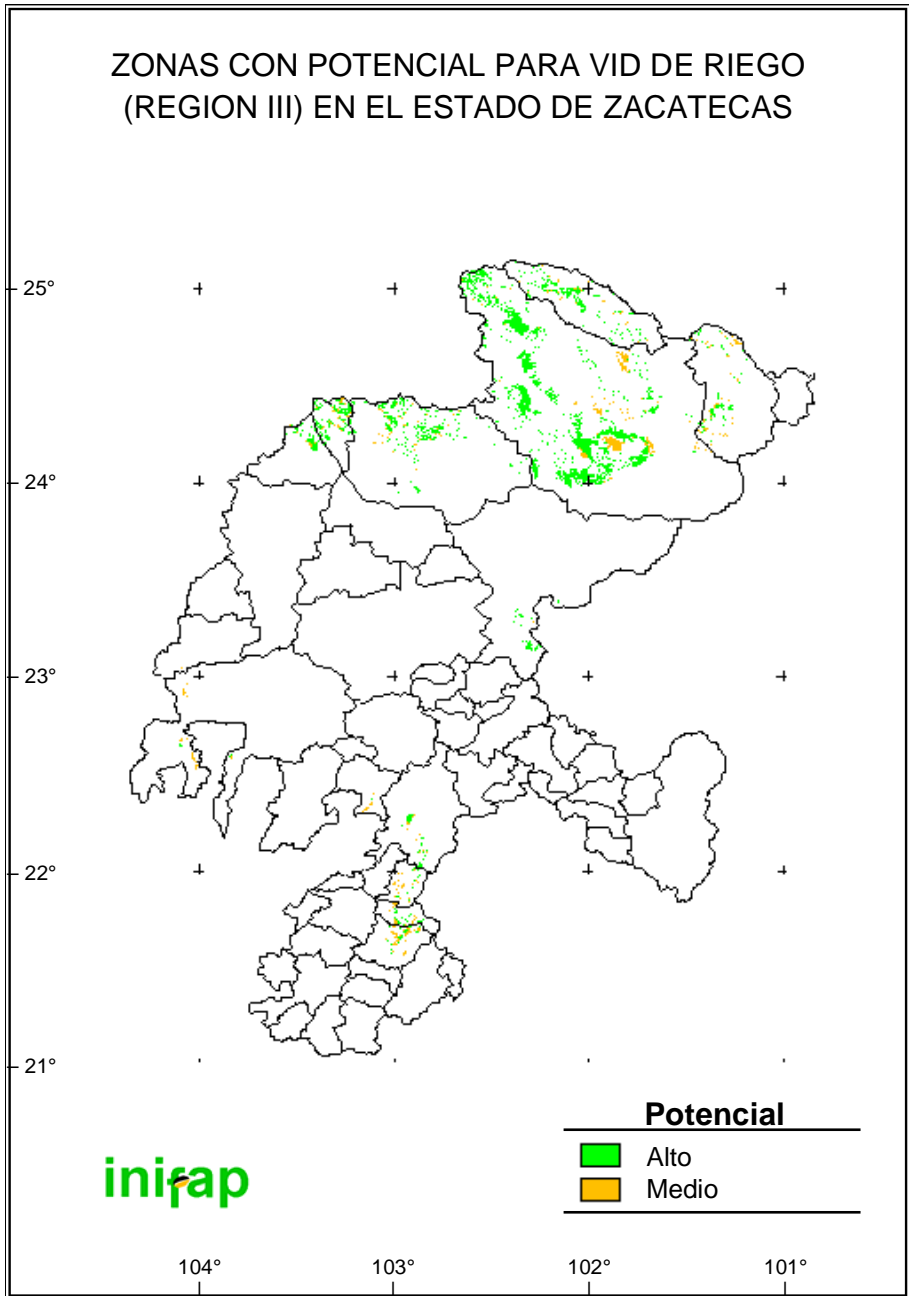 ZONAS CON POTENCIAL PARA VID DE RIEGO
(REGION III) EN EL ESTADO DE ZACATECAS
25°
24°
23°
22°
21°
Potencial
Alto
Medio
inifap
104°
103°
102°
101°